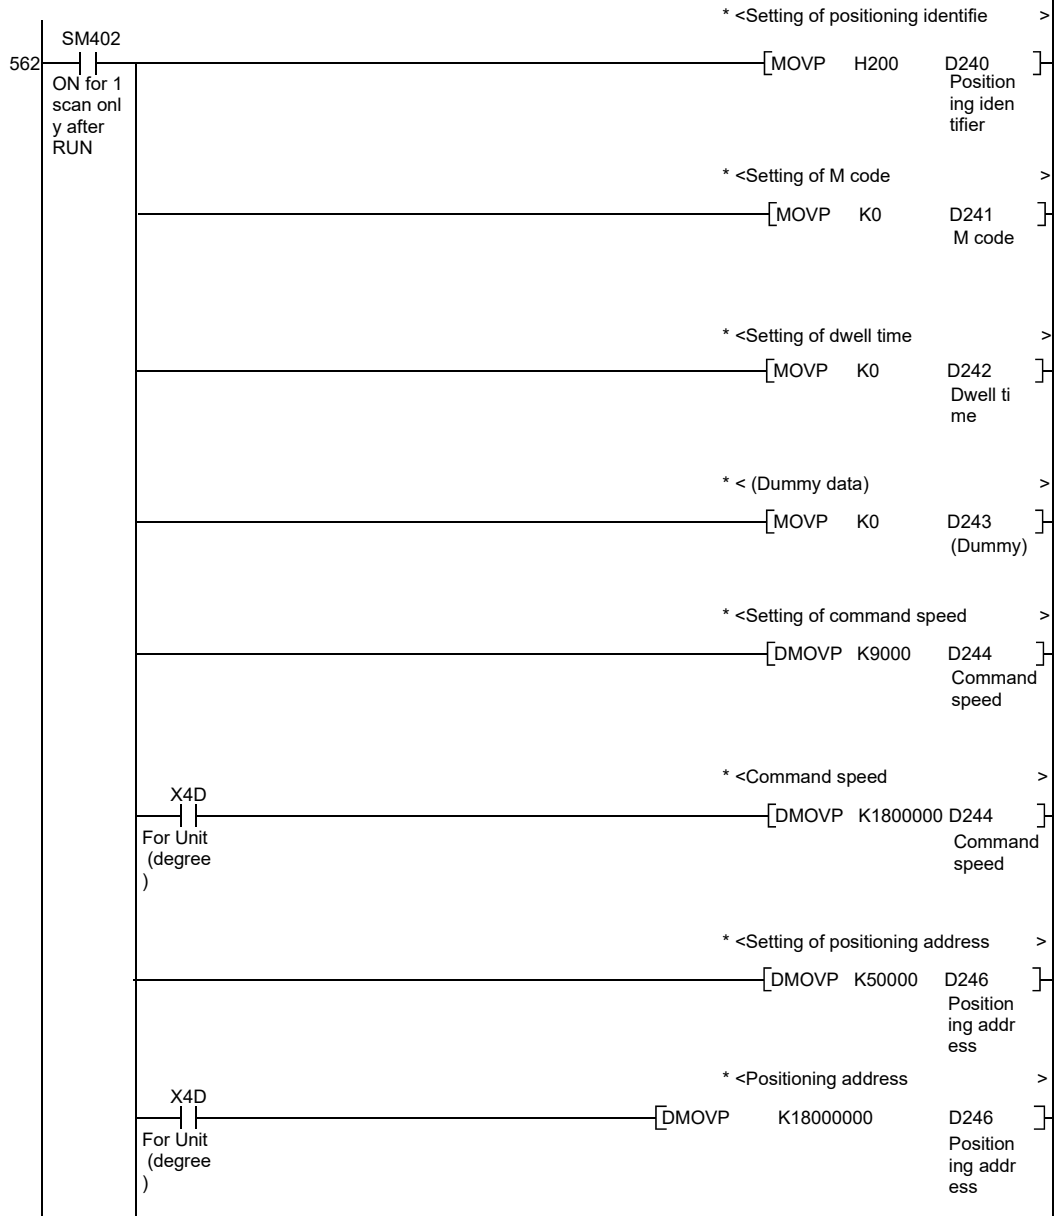 * <Setting of positioning identifie >
SM402
562
MOVP H200 D240
ON for 1
scan onl
y after
RUN
Position
ing iden
tifier
* <Setting of M code >
MOVP K0 D241
M code
* <Setting of dwell time >
MOVP K0 D242
Dwell ti
me
* < (Dummy data) >
MOVP K0 D243
(Dummy)
* <Setting of command speed >
DMOVP K9000 D244
Command
speed
* <Command speed >
X4D
DMOVP K1800000 D244
For Unit
(degree
)
Command
speed
* <Setting of positioning address >
DMOVP K50000 D246
Position
ing addr
ess
* <Positioning address >
X4D
DMOVP K18000000 D246
For Unit
(degree
)
Position
ing addr
ess